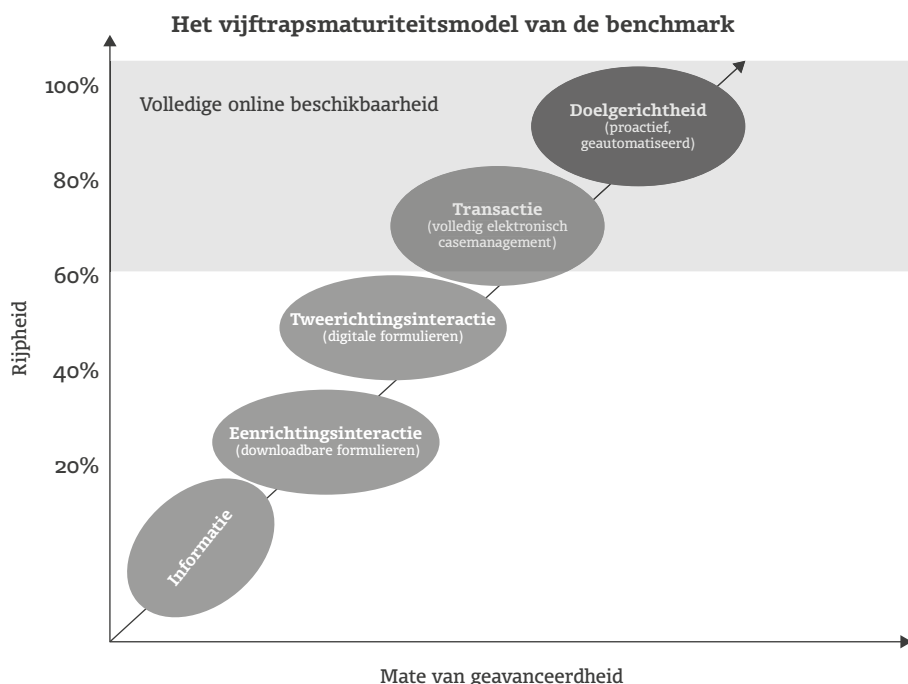 Het vijftrapsmaturiteitsmodel van de benchmark
100%
Volledige online beschikbaarheid
Doelgerichtheid
(proactief,
geautomatiseerd)
80%
Transactie
(volledig elektronisch
casemanagement)
60%
Tweerichtingsinteractie
(digitale formulieren)
Rijpheid
40%
Eenrichtingsinteractie
(downloadbare formulieren)
20%
Informatie
Mate van geavanceerdheid